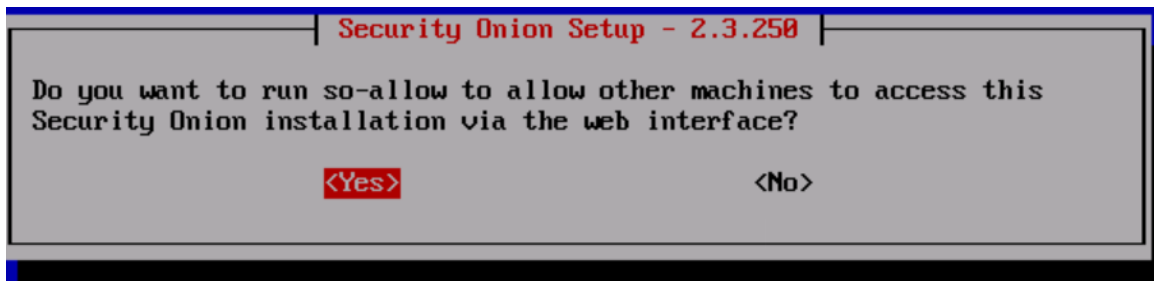 Security Onion Setup - 2.3.250
Do you want to run so-allow to allow other machines to access this
Security Onion installation via the web interface?
<Yes> <No>